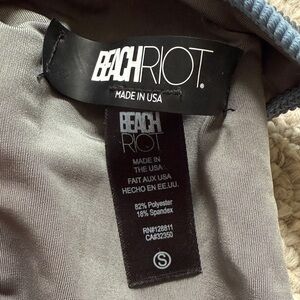 BEACHRIOT.
MADE IN USA
BEACH
RIOT
MADE IN
THE USA
FAIT AUX USA
HECHO EN EE.UU.
82% Polyester
18% Spandex
RN#128811
CA#32350
S